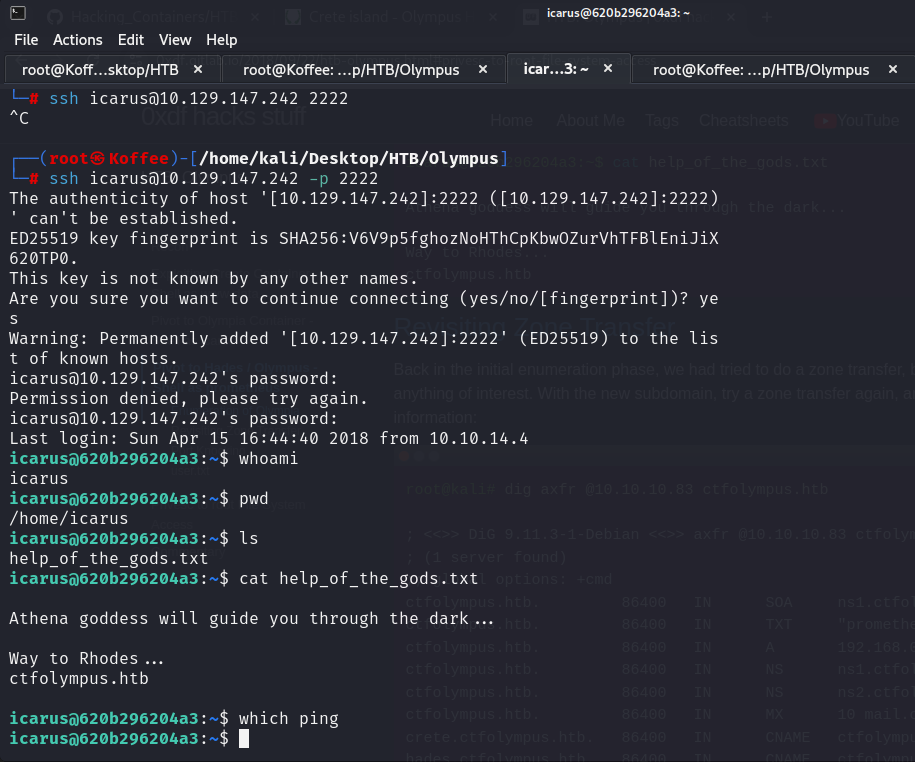 icarus@620b296204a3: ~
File Actions Edit View Help
root@Koff...sktop/HTB × root@Koffee: ...p/HTB/Olympus × icar...3: ~ × root@Koffee: ...p/HTB/Olympus ×
└─# ssh icarus@10.129.147.242 2222
^C
┌──(root㉿Koffee)-[/home/kali/Desktop/HTB/Olympus]
└─# ssh icarus@10.129.147.242 -p 2222
The authenticity of host '[10.129.147.242]:2222 ([10.129.147.242]:2222)
' can't be established.
ED25519 key fingerprint is SHA256:V6V9p5fghozNoHThCpKbwOZurVhTFBlEniJiX
620TP0.
This key is not known by any other names.
Are you sure you want to continue connecting (yes/no/[fingerprint])? ye
s
Warning: Permanently added '[10.129.147.242]:2222' (ED25519) to the lis
t of known hosts.
icarus@10.129.147.242's password:
Permission denied, please try again.
icarus@10.129.147.242's password:
Last login: Sun Apr 15 16:44:40 2018 from 10.10.14.4
icarus@620b296204a3:~$ whoami
icarus
icarus@620b296204a3:~$ pwd
/home/icarus
icarus@620b296204a3:~$ ls
help_of_the_gods.txt
icarus@620b296204a3:~$ cat help_of_the_gods.txt
Athena goddess will guide you through the dark...
Way to Rhodes...
ctfolympus.htb
icarus@620b296204a3:~$ which ping
icarus@620b296204a3:~$